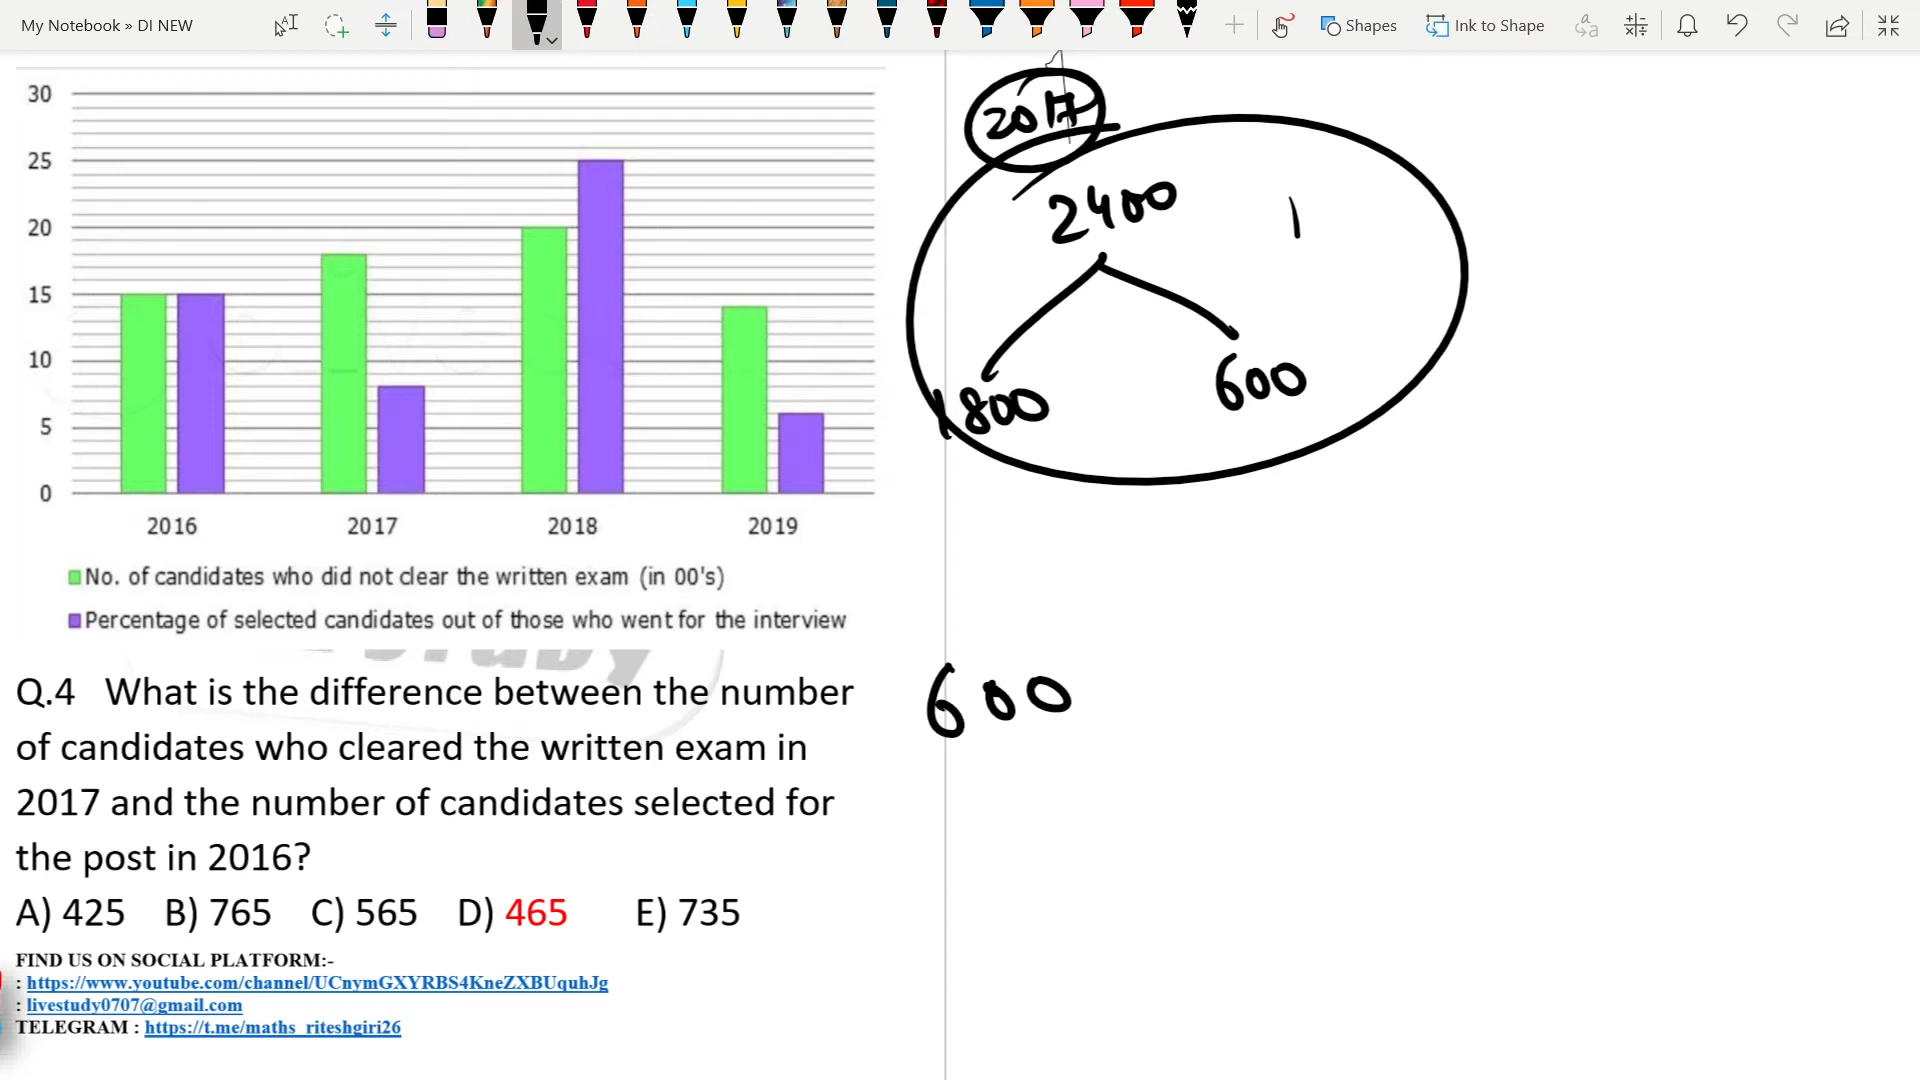 My Notebook » DI NEW
Shapes
Ink to Shape
30
25
20
15
10
5
0
2016 2017 2018 2019
No. of candidates who did not clear the written exam (in 00's)
Percentage of selected candidates out of those who went for the interview
Q.4 What is the difference between the number
of candidates who cleared the written exam in
2017 and the number of candidates selected for
the post in 2016?
A) 425 B) 765 C) 565 D) 465 E) 735
FIND US ON SOCIAL PLATFORM:-
: https://www.youtube.com/channel/UCnymGXYRBS4KneZXBUquhJg
: livestudy0707@gmail.com
TELEGRAM : https://t.me/maths_riteshgiri26
2017
2400
1800
600
600